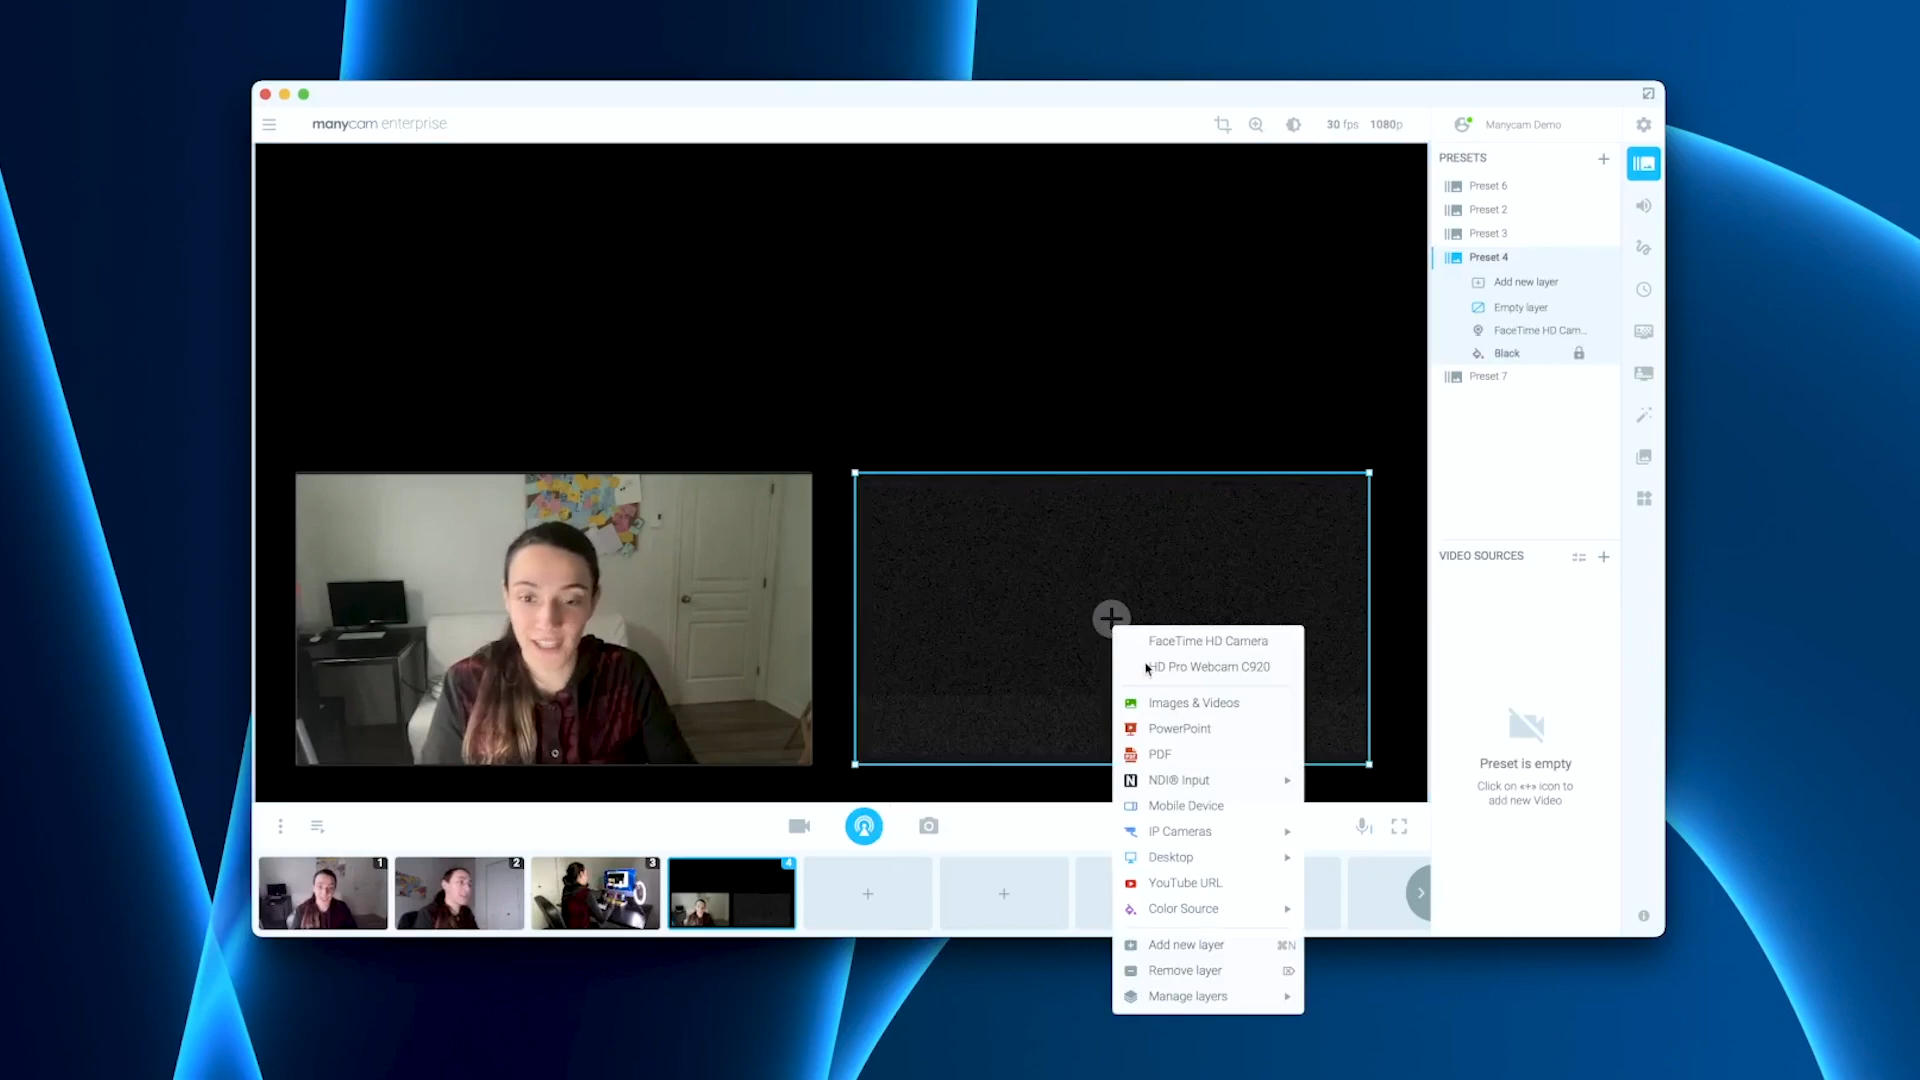 manycam enterprise
30 fps 1080p
Manycam Demo
PRESETS
Preset 6
Preset 2
Preset 3
Preset 4
Add new layer
Empty layer
FaceTime HD Cam...
Black
Preset 7
VIDEO SOURCES
Preset is empty
Click on «+» icon to
add new Video
FaceTime HD Camera
HD Pro Webcam C920
Images & Videos
PowerPoint
PDF
NDI® Input
Mobile Device
IP Cameras
Desktop
YouTube URL
Color Source
Add new layer ⌘N
Remove layer ⌦
Manage layers
1
2
3
4